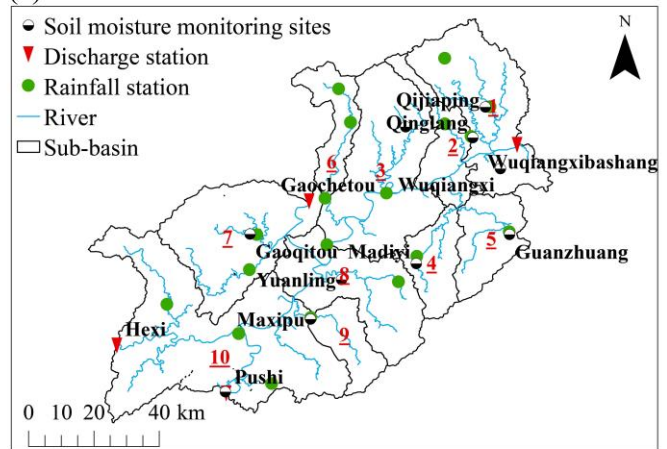 Soil moisture monitoring sites
Discharge station
Rainfall station
River
Sub-basin
N
Qijiaping
1
Qinglang
2
Wuqiangxibashang
3
6
Gaochetou
Wuqiangxi
7
5
Guanzhuang
Gaoqitou
Madiyi
4
Yuanling
8
Hexi
Maxipu
9
10
Pushi
0 10 20 40 km